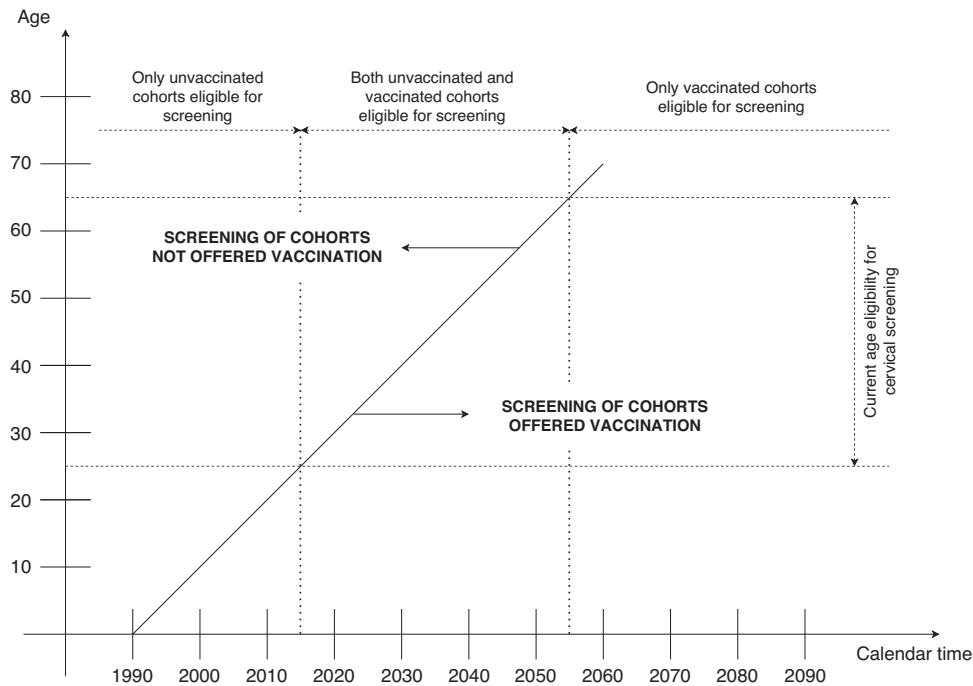 Age
Only unvaccinated
cohorts eligible for
screening
Both unvaccinated and
vaccinated cohorts
eligible for screening
Only vaccinated cohorts
eligible for screening
80
70
60
50
40
30
20
10
SCREENING OF COHORTS
NOT OFFERED VACCINATION
SCREENING OF COHORTS
OFFERED VACCINATION
Current age eligibility for
cervical screening
Calendar time
1990 2000 2010 2020 2030 2040 2050 2060 2070 2080 2090